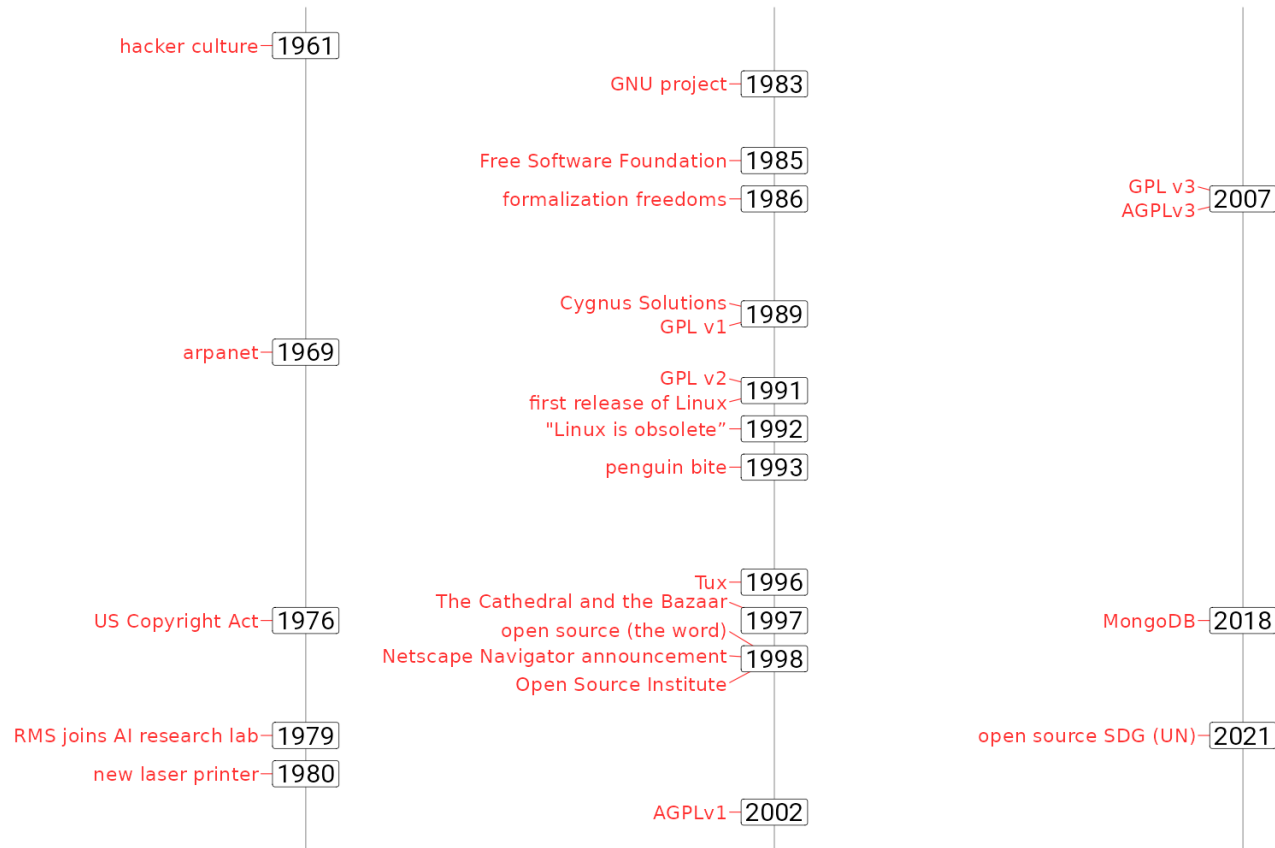 hacker culture 1961
arpanet 1969
US Copyright Act 1976
RMS joins AI research lab 1979
new laser printer 1980
GNU project 1983
Free Software Foundation 1985
formalization freedoms 1986
Cygnus Solutions
GPL v1 1989
GPL v2
first release of Linux 1991
"Linux is obsolete” 1992
penguin bite 1993
Tux 1996
The Cathedral and the Bazaar 1997
open source (the word)
Netscape Navigator announcement 1998
Open Source Institute
AGPLv1 2002
GPL v3
AGPLv3 2007
MongoDB 2018
open source SDG (UN) 2021